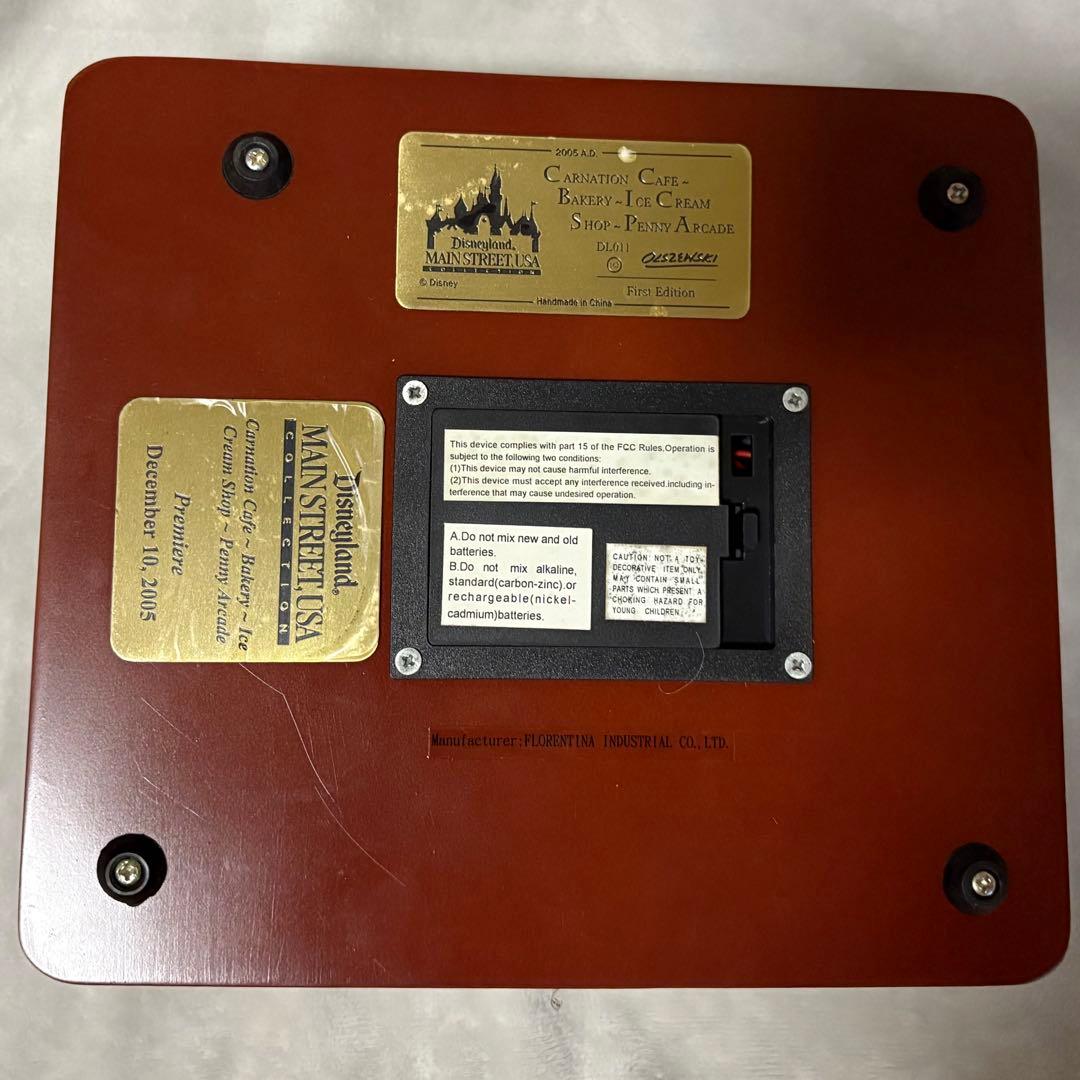 2005 A.D.
Carnation Cafe ~
Bakery ~ Ice Cream
Shop ~ Penny Arcade
DL011
©
OLSZEWSKI
First Edition
Disneyland®
MAIN STREET, USA
COLLECTION
© Disney
Handmade in China
Disneyland®
MAIN STREET, USA
COLLECTION
Carnation Cafe ~ Bakery ~ Ice
Cream Shop ~ Penny Arcade
Premiere
December 10, 2005
This device complies with part 15 of the FCC Rules.Operation is
subject to the following two conditions:
(1)This device may not cause harmful interference.
(2)This device must accept any interference received.including in-
terference that may cause undesired operation.
A.Do not mix new and old
batteries.
B.Do not mix alkaline,
standard(carbon-zinc).or
rechargeable(nickel-
cadmium)batteries.
CAUTION: NOT A TOY-
DECORATIVE ITEM ONLY.
MAY CONTAIN SMALL
PARTS WHICH PRESENT A
CHOKING HAZARD FOR
YOUNG CHILDREN.
Manufacturer:FLORENTINA INDUSTRIAL CO.,LTD.